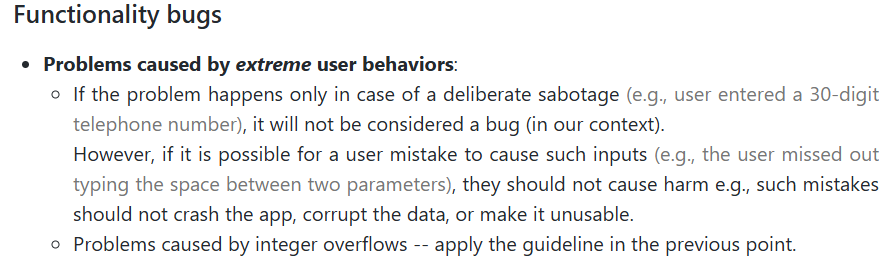 Functionality bugs
Problems caused by extreme user behaviors:
If the problem happens only in case of a deliberate sabotage (e.g., user entered a 30-digit
telephone number), it will not be considered a bug (in our context).
However, if it is possible for a user mistake to cause such inputs (e.g., the user missed out
typing the space between two parameters), they should not cause harm e.g., such mistakes
should not crash the app, corrupt the data, or make it unusable.
Problems caused by integer overflows -- apply the guideline in the previous point.